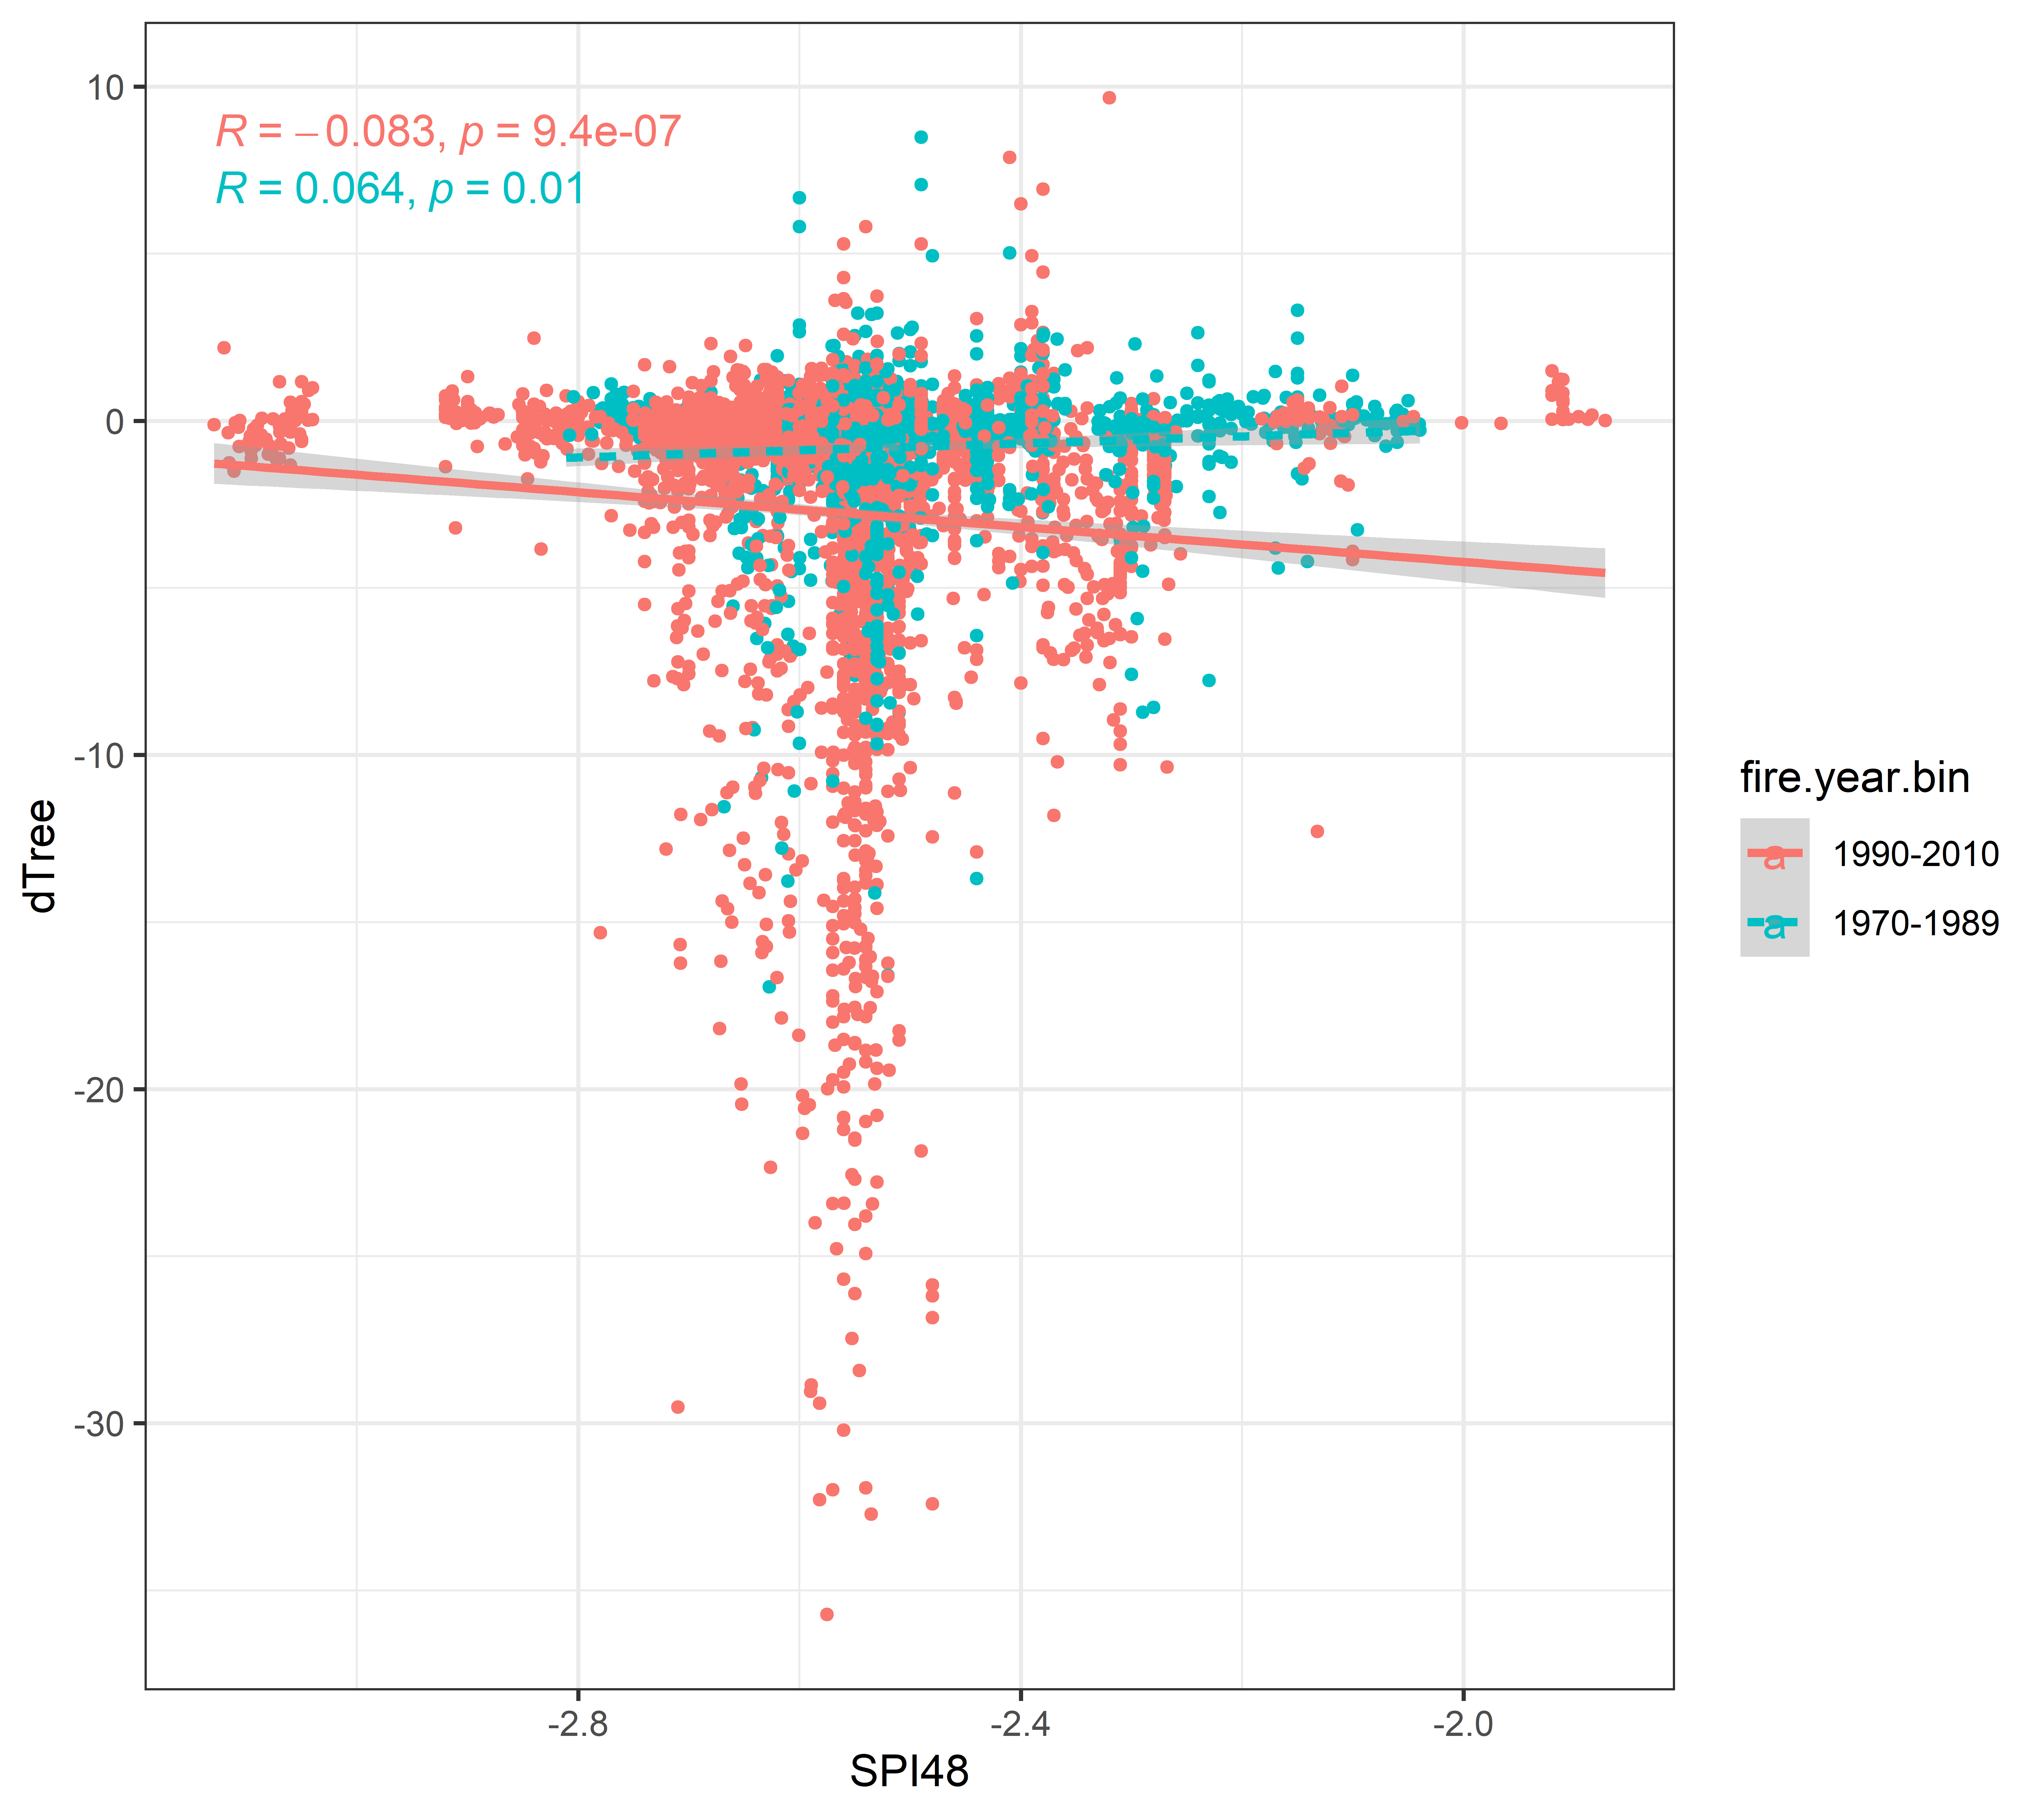 R = −0.083, p = 9.4e-07
R = 0.064, p = 0.01
10
0
-10
-20
-30
dTree
-2.8
-2.4
-2.0
SPI48
fire.year.bin
a 1990-2010
a 1970-1989